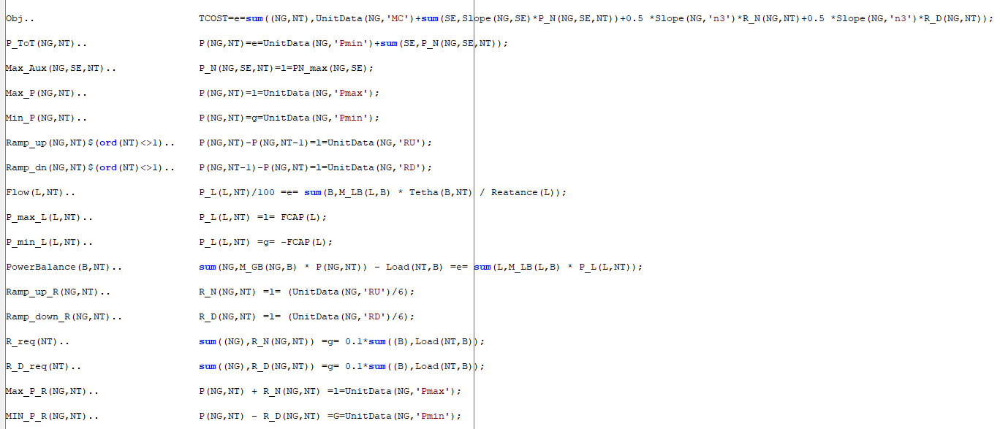 Obj..    TCOST=e=sum((NG,NT),UnitData(NG,'MC')+sum(SE,Slope(NG,SE)*P_N(NG,SE,NT))+0.5 *Slope(NG,'n3')*R_N(NG,NT)+0.5 *Slope(NG,'n3')*R_D(NG,NT));
P_ToT(NG,NT)..    P(NG,NT)=e=UnitData(NG,'Pmin')+sum(SE,P_N(NG,SE,NT));
Max_Aux(NG,SE,NT)..    P_N(NG,SE,NT)=l=PN_max(NG,SE);
Max_P(NG,NT)..    P(NG,NT)=l=UnitData(NG,'Pmax');
Min_P(NG,NT)..    P(NG,NT)=g=UnitData(NG,'Pmin');
Ramp_up(NG,NT)$(ord(NT)<>1)..    P(NG,NT)-P(NG,NT-1)=l=UnitData(NG,'RU');
Ramp_dn(NG,NT)$(ord(NT)<>1)..    P(NG,NT-1)-P(NG,NT)=l=UnitData(NG,'RD');
Flow(L,NT)..    P_L(L,NT)/100 =e= sum(B,M_LB(L,B) * Tetha(B,NT) / Reatance(L));
P_max_L(L,NT)..    P_L(L,NT) =l= FCAP(L);
P_min_L(L,NT)..    P_L(L,NT) =g= -FCAP(L);
PowerBalance(B,NT)..    sum(NG,M_GB(NG,B) * P(NG,NT)) - Load(NT,B) =e= sum(L,M_LB(L,B) * P_L(L,NT));
Ramp_up_R(NG,NT)..    R_N(NG,NT) =l= (UnitData(NG,'RU')/6);
Ramp_down_R(NG,NT)..    R_D(NG,NT) =l= (UnitData(NG,'RD')/6);
R_req(NT)..    sum((NG),R_N(NG,NT)) =g= 0.1*sum((B),Load(NT,B));
R_D_req(NT)..    sum((NG),R_D(NG,NT)) =g= 0.1*sum((B),Load(NT,B));
Max_P_R(NG,NT)..    P(NG,NT) + R_N(NG,NT) =l=UnitData(NG,'Pmax');
MIN_P_R(NG,NT)..    P(NG,NT) - R_D(NG,NT) =G=UnitData(NG,'Pmin');